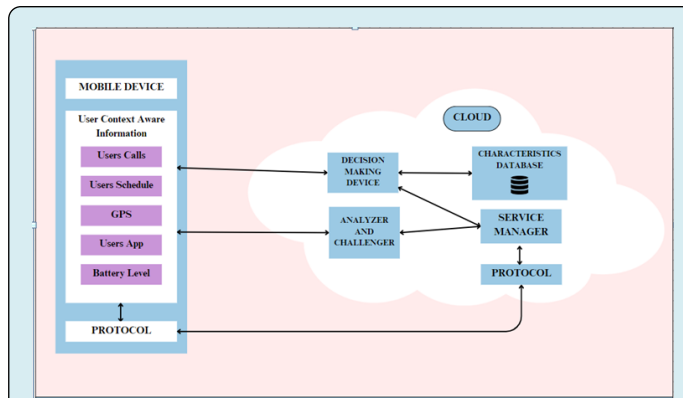 MOBILE DEVICE
User Context Aware
Information
Users Calls
Users Schedule
GPS
Users App
Battery Level
PROTOCOL
CLOUD
DECISION
MAKING
DEVICE
CHARACTERISTICS
DATABASE
ANALYZER
AND
CHALLENGER
SERVICE
MANAGER
PROTOCOL